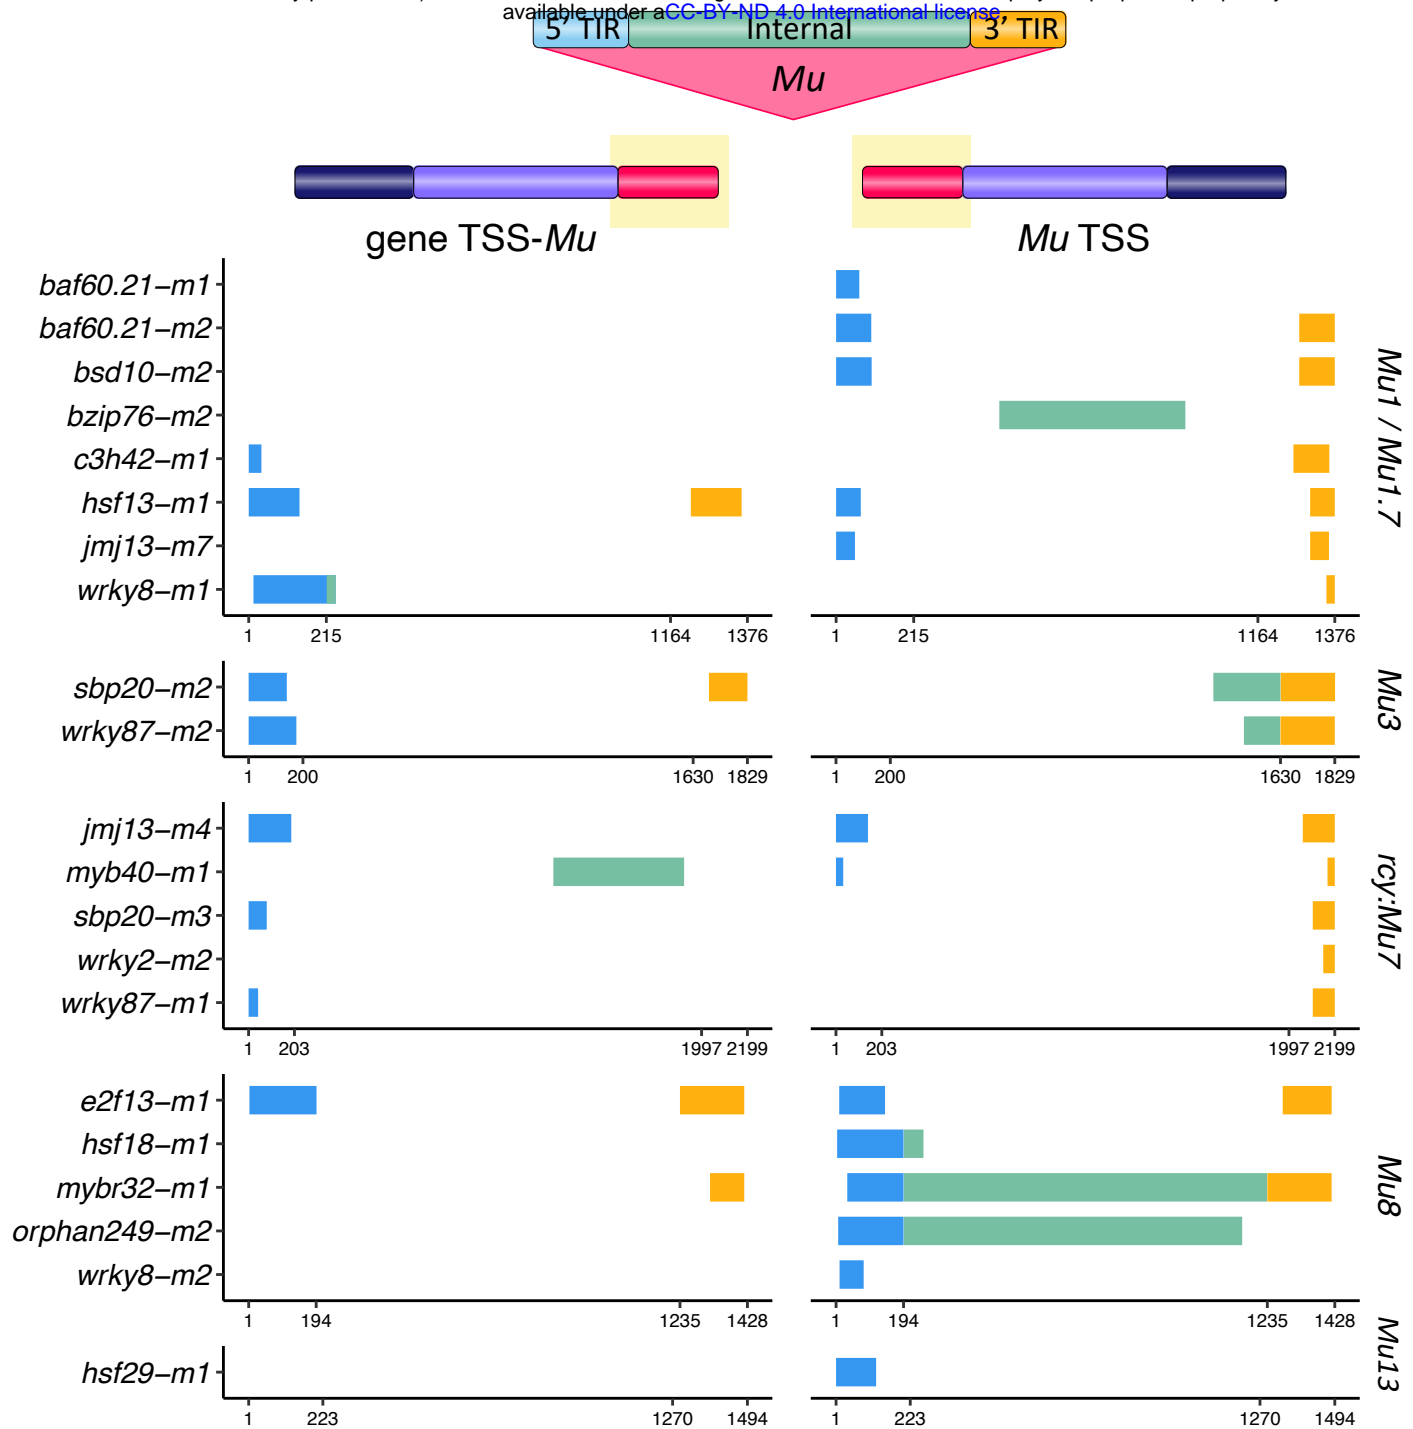 available under aCC-BY-ND 4.0 International license
5' TIR Internal 3' TIR
Mu
gene TSS-Mu Mu TSS
baf60.21−m1
baf60.21−m2
bsd10−m2
bzip76−m2
c3h42−m1
hsf13−m1
jmj13−m7
wrky8−m1
Mu1 / Mu1.7
1 215 1164 1376 1 215 1164 1376
sbp20−m2
wrky87−m2
Mu3
1 200 1630 1829 1 200 1630 1829
jmj13−m4
myb40−m1
sbp20−m3
wrky2−m2
wrky87−m1
rcy:Mu7
1 203 1997 2199 1 203 1997 2199
e2f13−m1
hsf18−m1
mybr32−m1
orphan249−m2
wrky8−m2
Mu8
1 194 1235 1428 1 194 1235 1428
hsf29−m1
Mu13
1 223 1270 1494 1 223 1270 1494